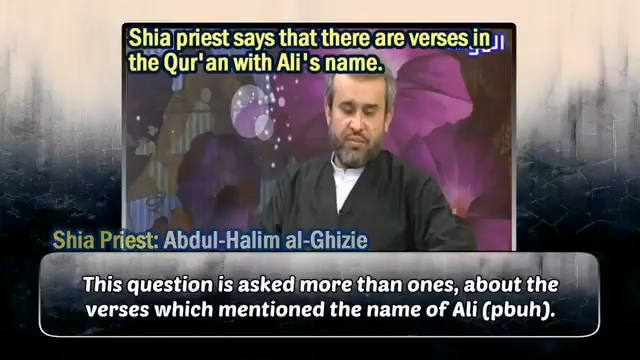 Shia priest says that there are verses in
the Qur'an with Ali's name.
Shia Priest: Abdul-Halim al-Ghizie
This question is asked more than ones, about the
verses which mentioned the name of Ali (pbuh).